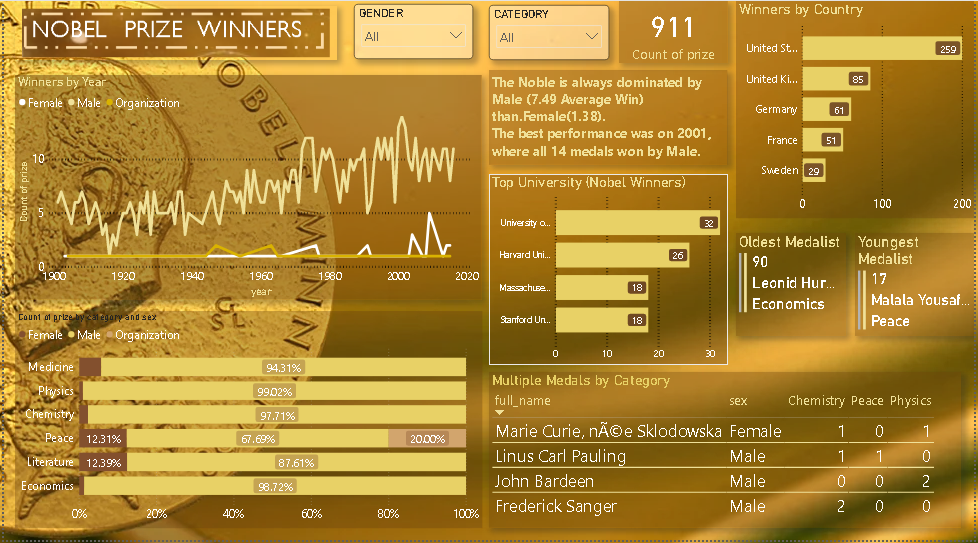 NOBEL PRIZE WINNERS
GENDER
All
CATEGORY
All
911
Count of prize
Winners by Country
United St...
259
United Ki...
85
Germany
61
France
51
Sweden
29
0 100 200
Winners by Year
Female Male Organization
Count of prize
10
5
0
1900 1920 1940 1960 1980 2000 2020
year
The Noble is always dominated by
Male (7.49 Average Win)
than.Female(1.38).
The best performance was on 2001,
where all 14 medals won by Male.
Top University (Nobel Winners)
University o...
32
Harvard Uni...
26
Massachuse...
18
Stanford Un...
18
0 10 20 30
Oldest Medalist
90
Leonid Hur...
Economics
Youngest
Medalist
17
Malala Yousaf...
Peace
Count of prize by category and sex
Female Male Organization
Medicine 94.31%
Physics 99.02%
Chemistry 97.71%
Peace 12.31% 67.69% 20.00%
Literature 12.39% 87.61%
Economics 98.72%
0% 20% 40% 60% 80% 100%
Multiple Medals by Category
full_name sex Chemistry Peace Physics
Marie Curie, nÃ©e Sklodowska Female 1 0 1
Linus Carl Pauling Male 1 1 0
John Bardeen Male 0 0 2
Frederick Sanger Male 2 0 0